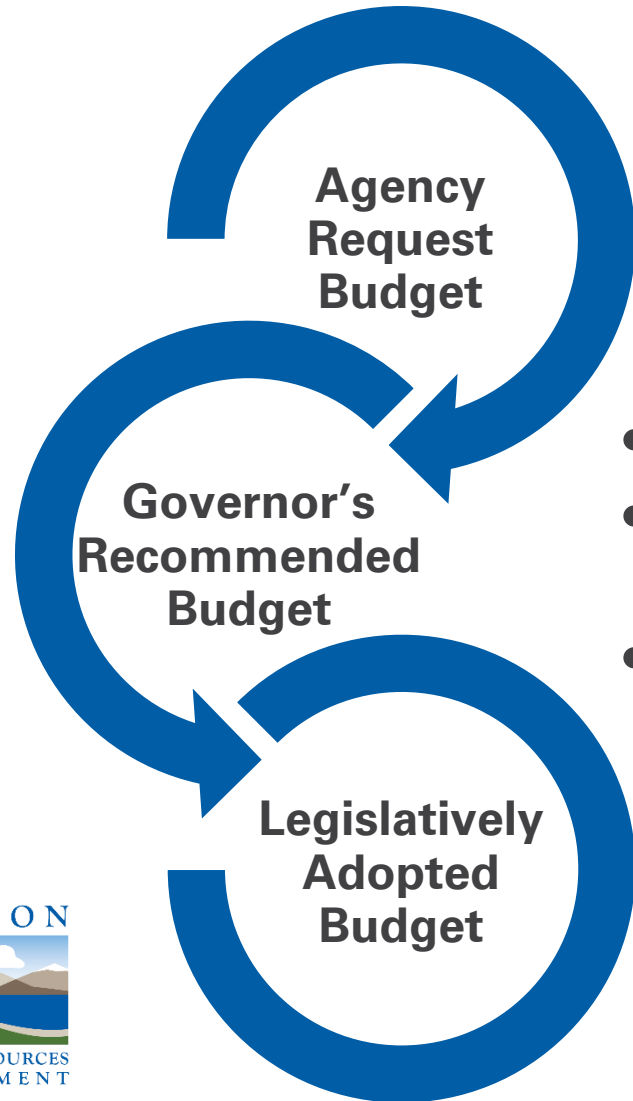 Agency
Request
Budget
Governor’s
Recommended
Budget
Legislatively
Adopted
Budget
ON
OURCES
MENT